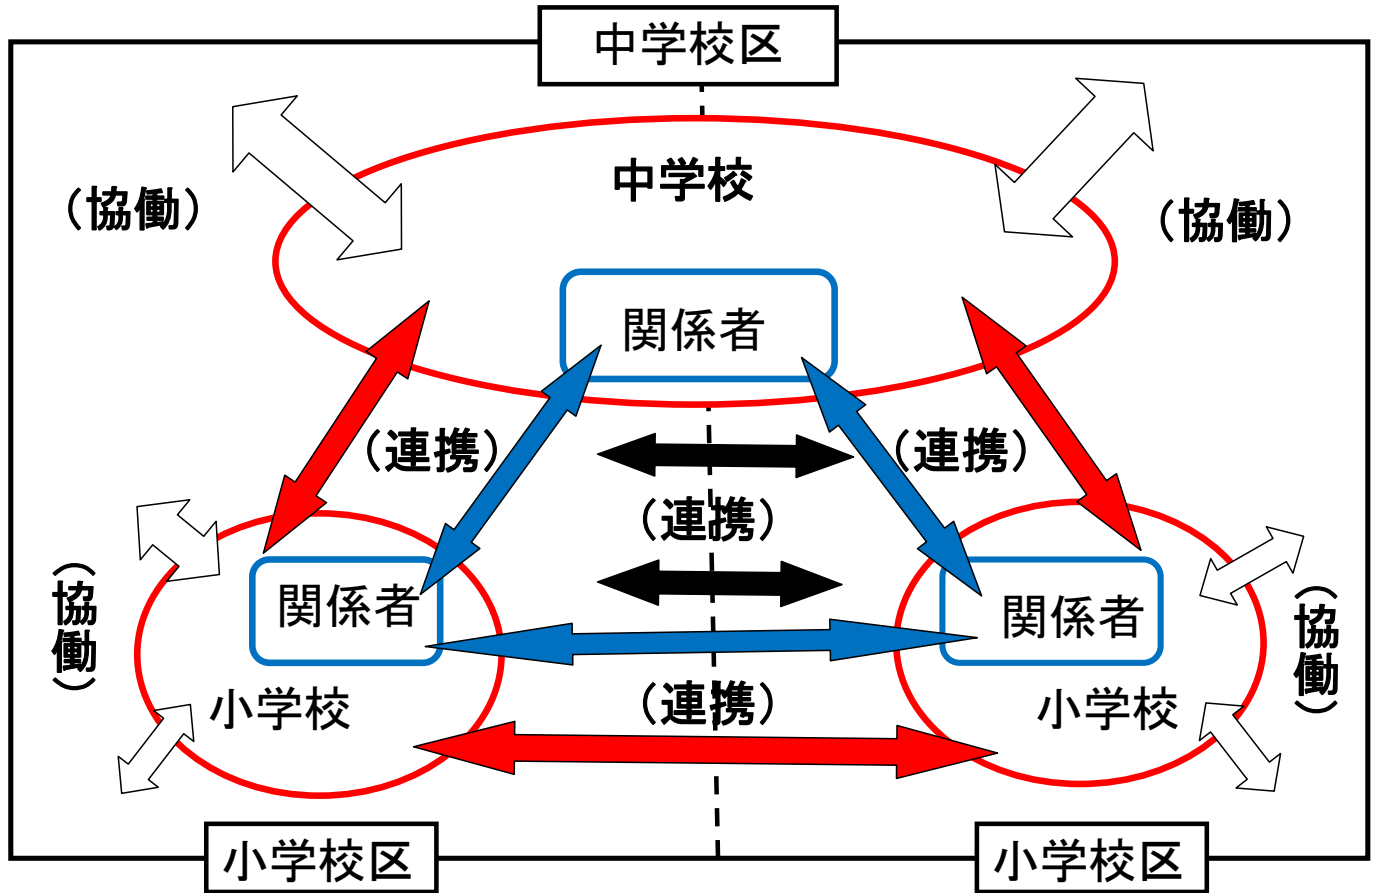 中学校区
中学校
（協働）
（協働）
関係者
（連携）
（連携）
（連携）
（協働）
関係者
関係者
（協働）
小学校
（連携）
小学校
小学校区
小学校区